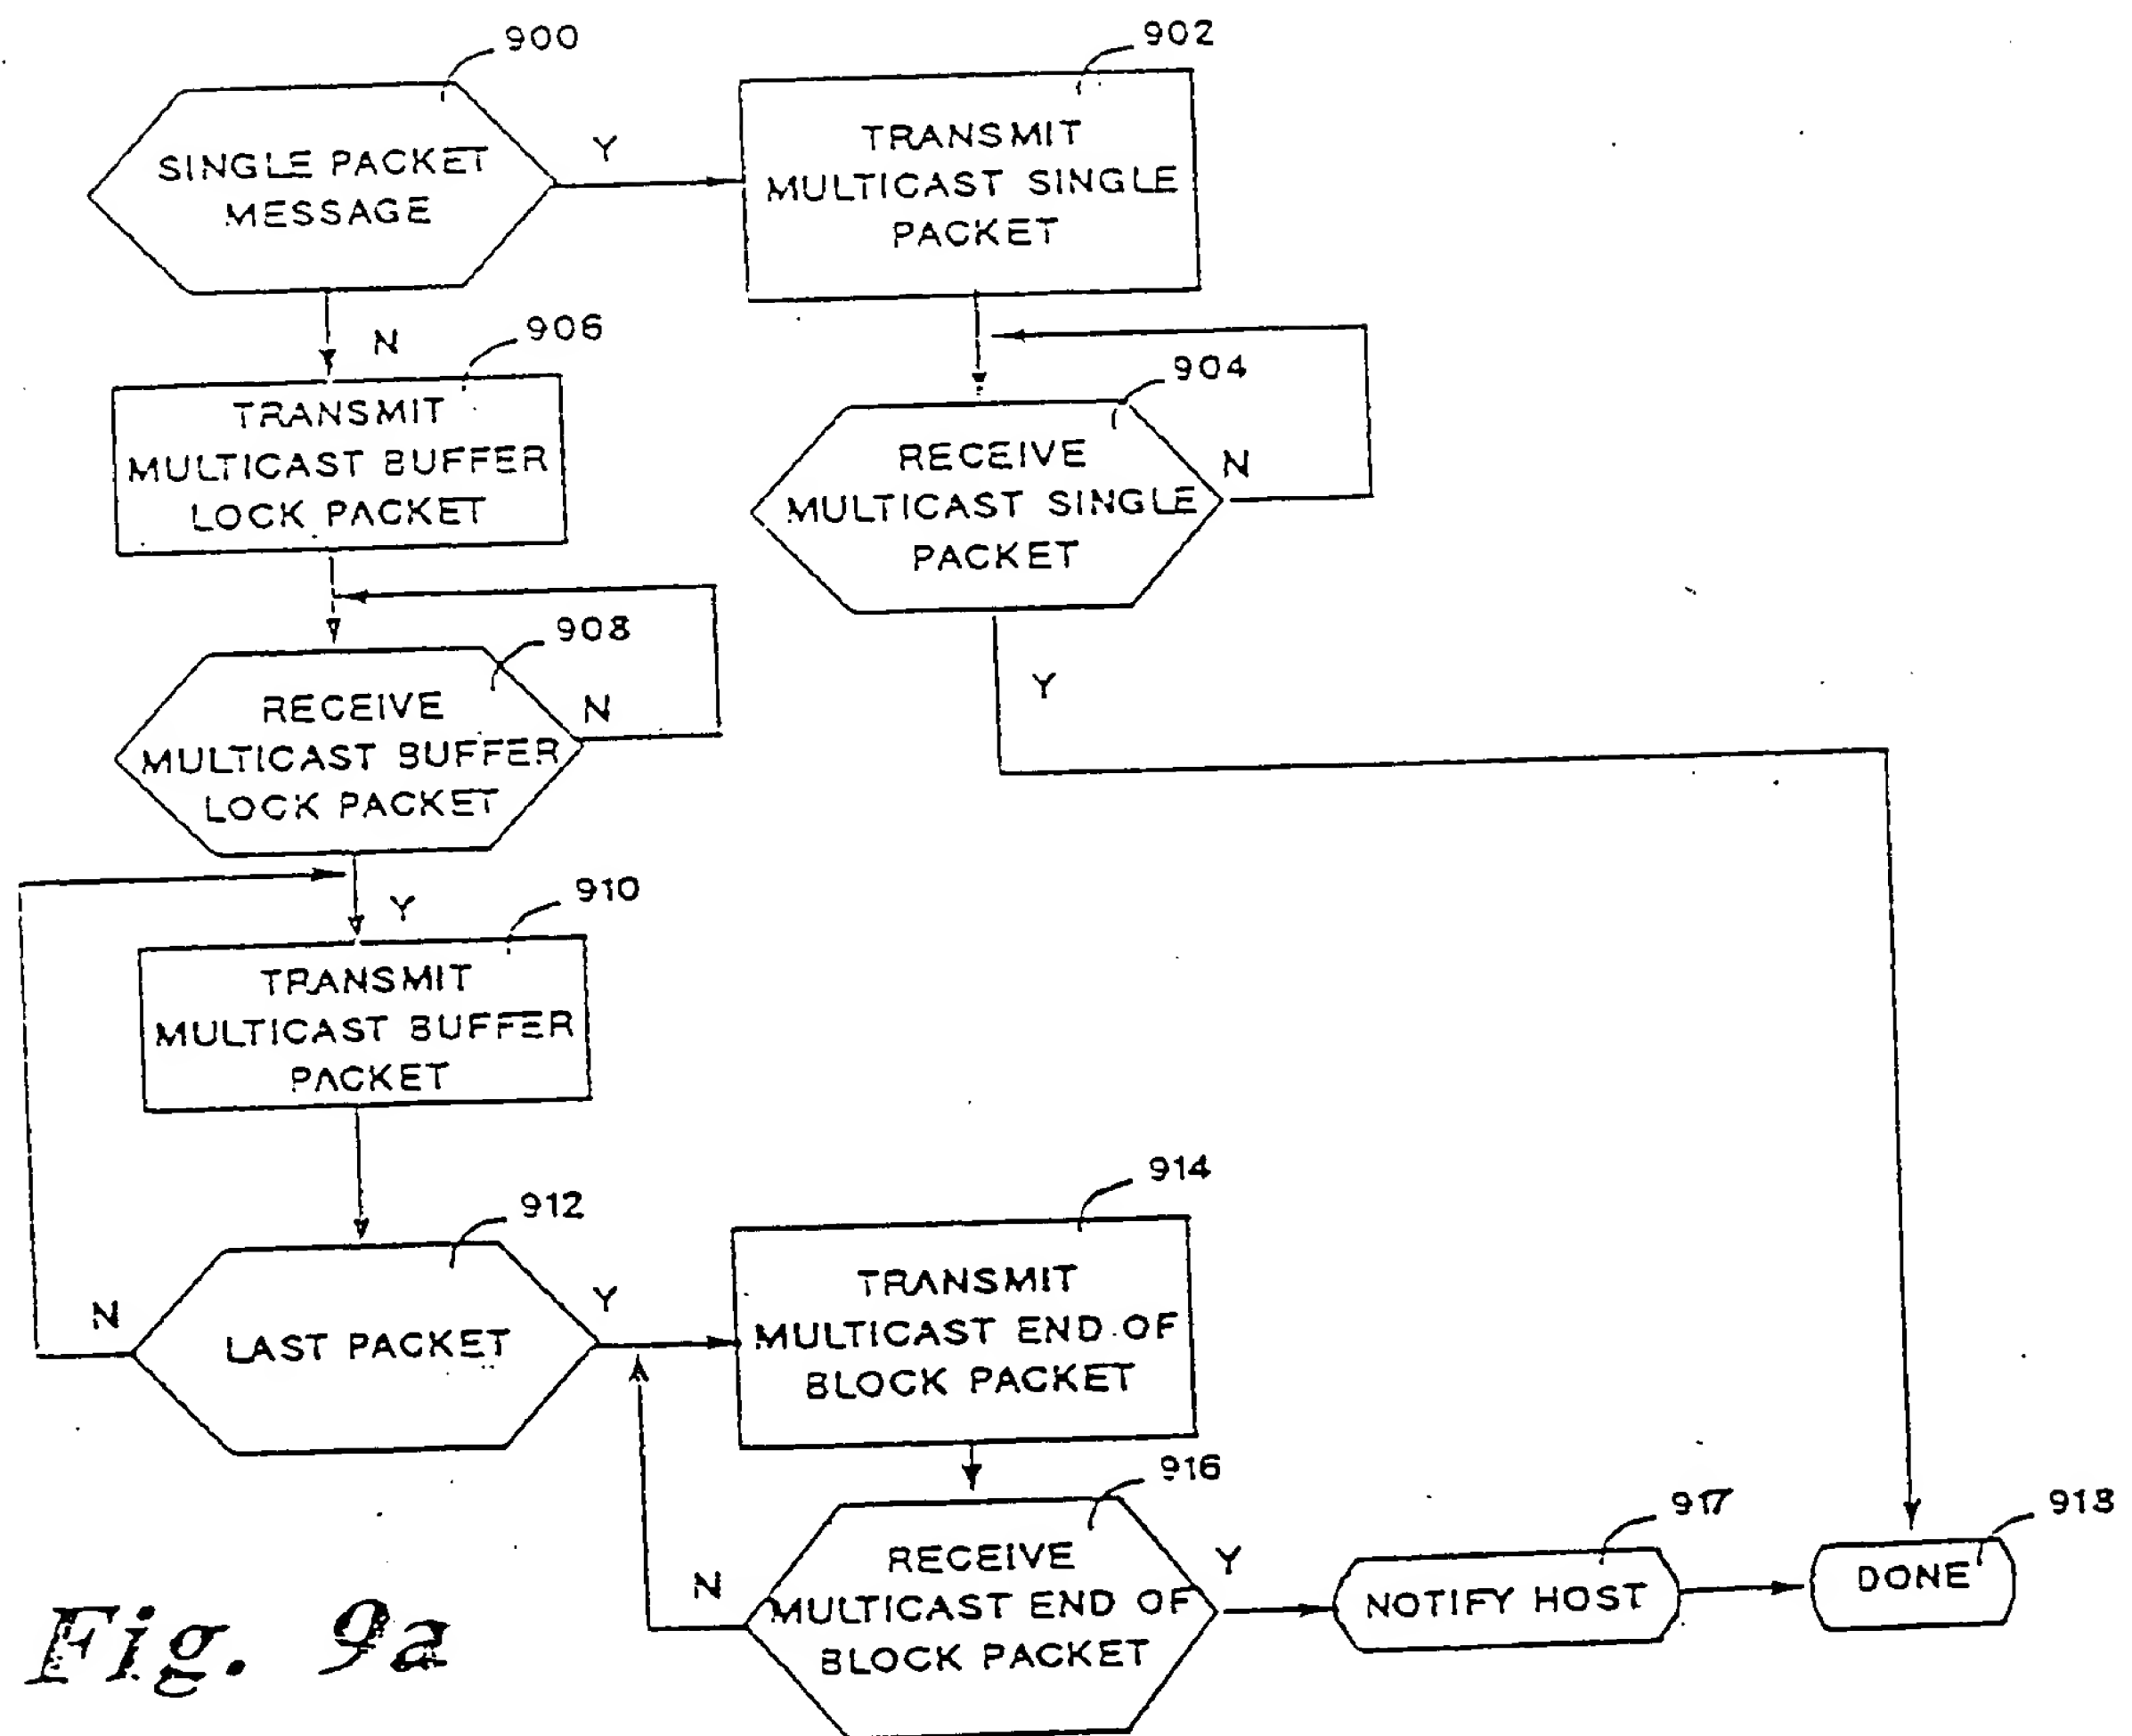 900
SINGLE PACKET
MESSAGE
Y
902
TRANSMIT
MULTICAST SINGLE
PACKET
N
906
TRANSMIT
MULTICAST BUFFER
LOCK PACKET
904
RECEIVE
MULTICAST SINGLE
PACKET
N
Y
908
RECEIVE
MULTICAST BUFFER
LOCK PACKET
N
Y
910
TRANSMIT
MULTICAST BUFFER
PACKET
912
LAST PACKET
N
Y
914
TRANSMIT
MULTICAST END OF
BLOCK PACKET
916
RECEIVE
MULTICAST END OF
BLOCK PACKET
N
Y
917
NOTIFY HOST
918
DONE
Fig. 9a